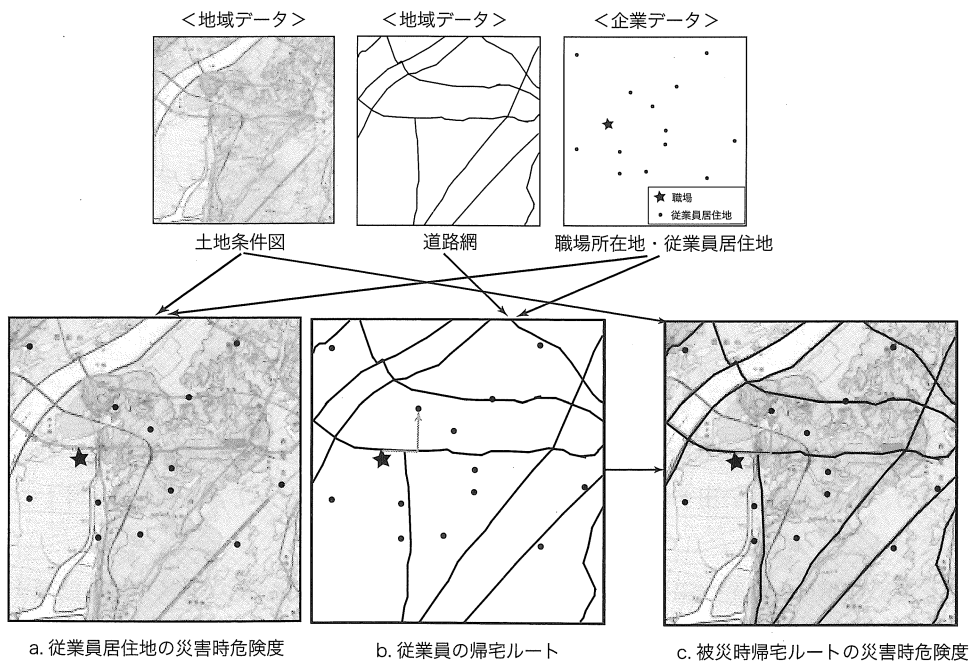 ＜地域データ＞
＜地域データ＞
＜企業データ＞
職場
従業員居住地
土地条件図
道路網
職場所在地・従業員居住地
a. 従業員居住地の災害時危険度
b. 従業員の帰宅ルート
c. 被災時帰宅ルートの災害時危険度